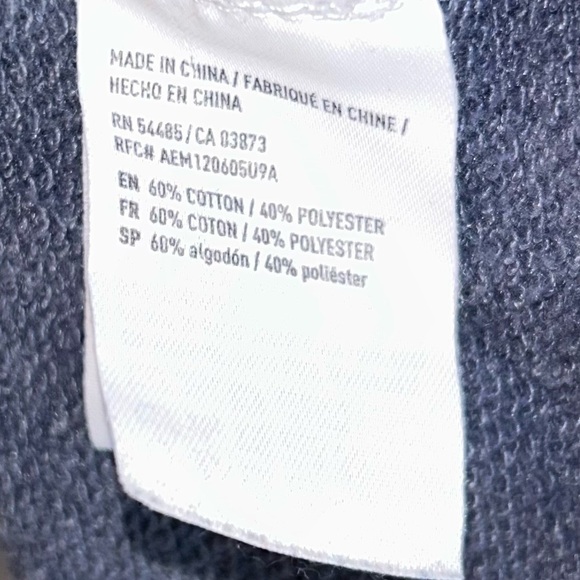 MADE IN CHINA / FABRIQUÉ EN CHINE /
HECHO EN CHINA
RN 54485 / CA 03873
RFC# AEM120605U9A
EN 60% COTTON / 40% POLYESTER
FR 60% COTON / 40% POLYESTER
SP 60% algodón / 40% poliéster